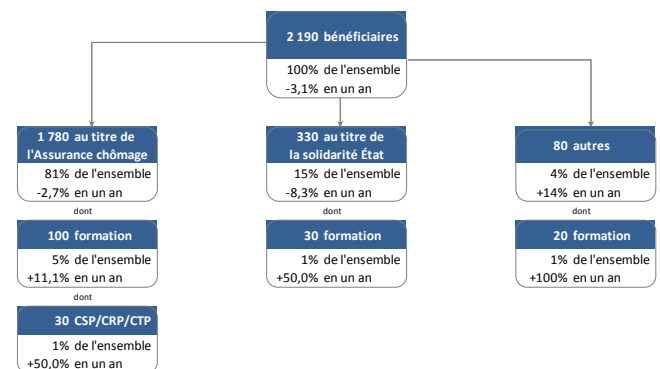 2 190 bénéficiaires
100% de l'ensemble
-3,1% en un an
1 780 au titre de
l'Assurance chômage
81% de l'ensemble
-2,7% en un an
dont
100 formation
5% de l'ensemble
+11,1% en un an
dont
30 CSP/CRP/CTP
1% de l'ensemble
+50,0% en un an
330 au titre de
la solidarité État
15% de l'ensemble
-8,3% en un an
dont
30 formation
1% de l'ensemble
+50,0% en un an
80 autres
4% de l'ensemble
+14% en un an
dont
20 formation
1% de l'ensemble
+100% en un an